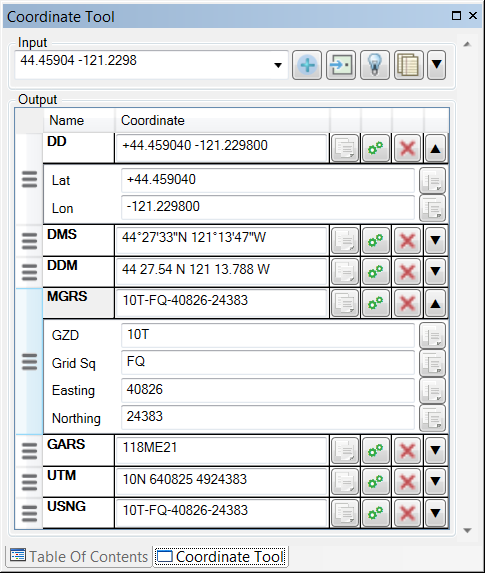 Coordinate Tool
Input
44.45904 -121.2298
Output
Name Coordinate
DD +44.459040 -121.229800
Lat +44.459040
Lon -121.229800
DMS 44°27'33"N 121°13'47"W
DDM 44 27.54 N 121 13.788 W
MGRS 10T-FQ-40826-24383
GZD 10T
Grid Sq FQ
Easting 40826
Northing 24383
GARS 118ME21
UTM 10N 640825 4924383
USNG 10T-FQ-40826-24383
Table Of Contents Coordinate Tool